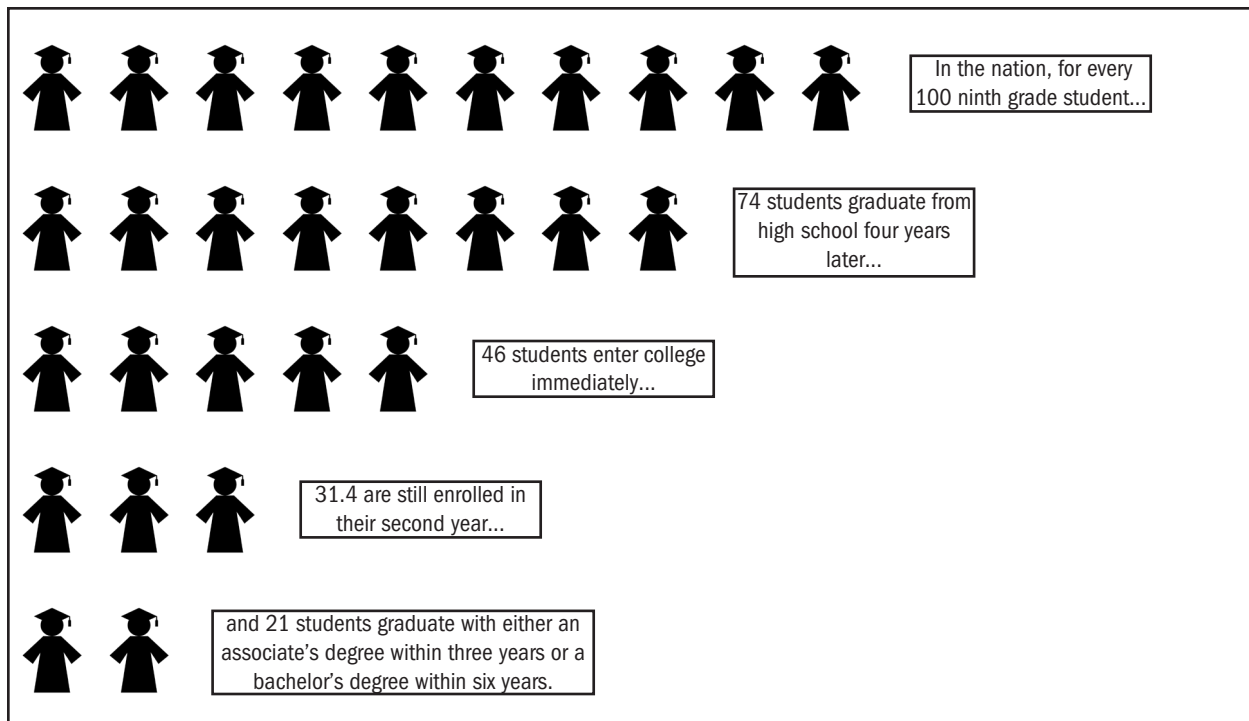 In the nation, for every
100 ninth grade student...
74 students graduate from
high school four years
later...
46 students enter college
immediately...
31.4 are still enrolled in
their second year...
and 21 students graduate with either an
associate’s degree within three years or a
bachelor’s degree within six years.